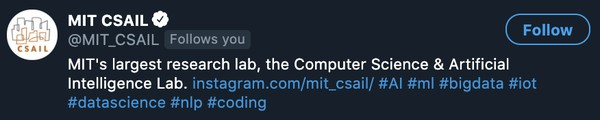 MIT CSAIL
@MIT_CSAIL Follows you
Follow
MIT's largest research lab, the Computer Science & Artificial
Intelligence Lab. instagram.com/mit_csail/ #AI #ml #bigdata #iot
#datascience #nlp #coding
CSAIL